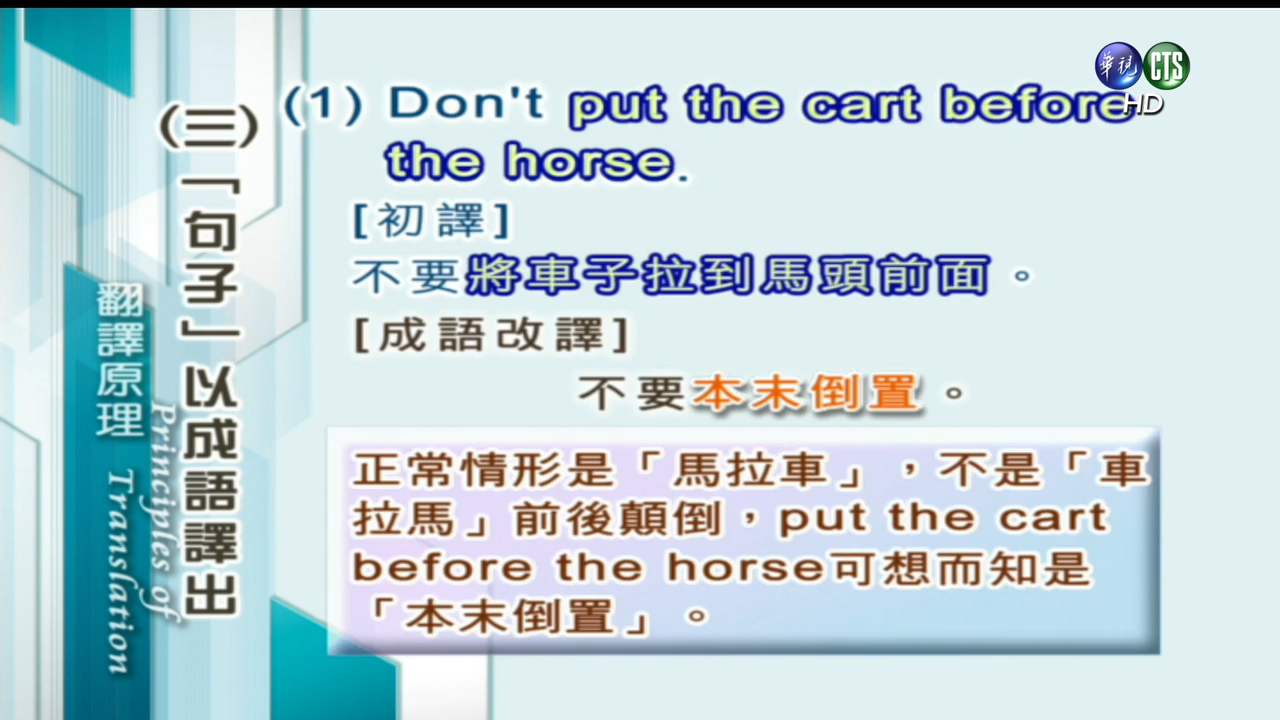 華視 CTS
HD
(三)「句子」以成語譯出
翻譯原理
Principles of
Translation
(1) Don't put the cart before
the horse.
[初譯]
不要將車子拉到馬頭前面。
[成語改譯]
不要本末倒置。
正常情形是「馬拉車」，不是「車
拉馬」前後顛倒，put the cart
before the horse可想而知是
「本末倒置」。